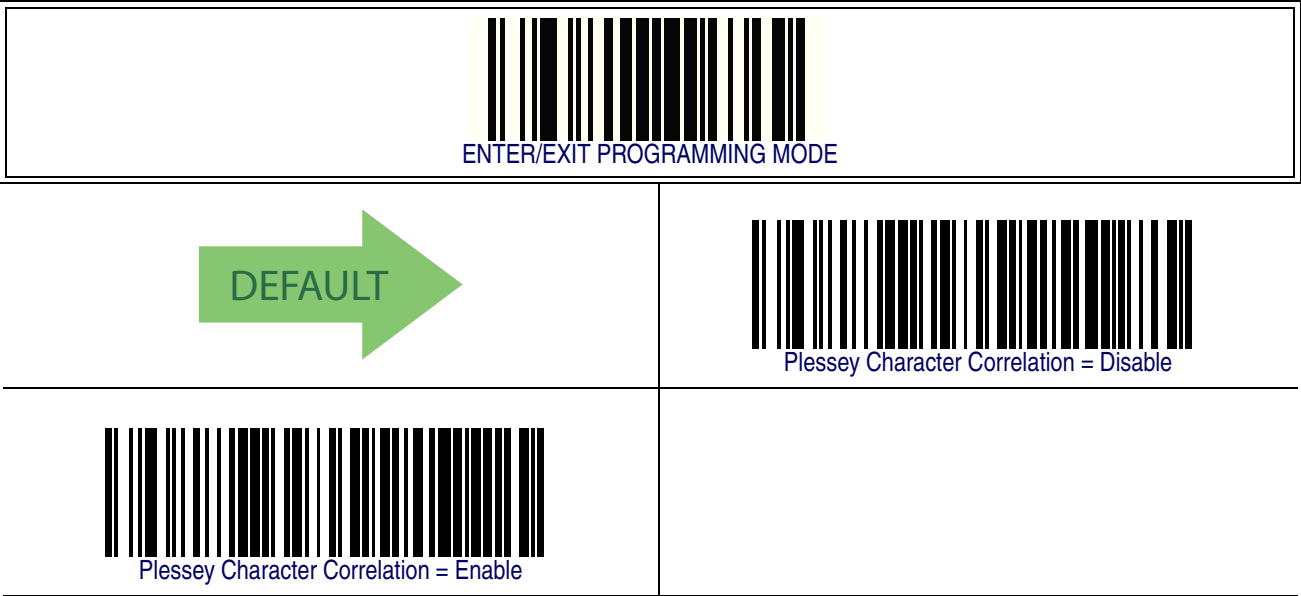 ENTER/EXIT PROGRAMMING MODE
DEFAULT
Plessey Character Correlation = Disable
Plessey Character Correlation = Enable